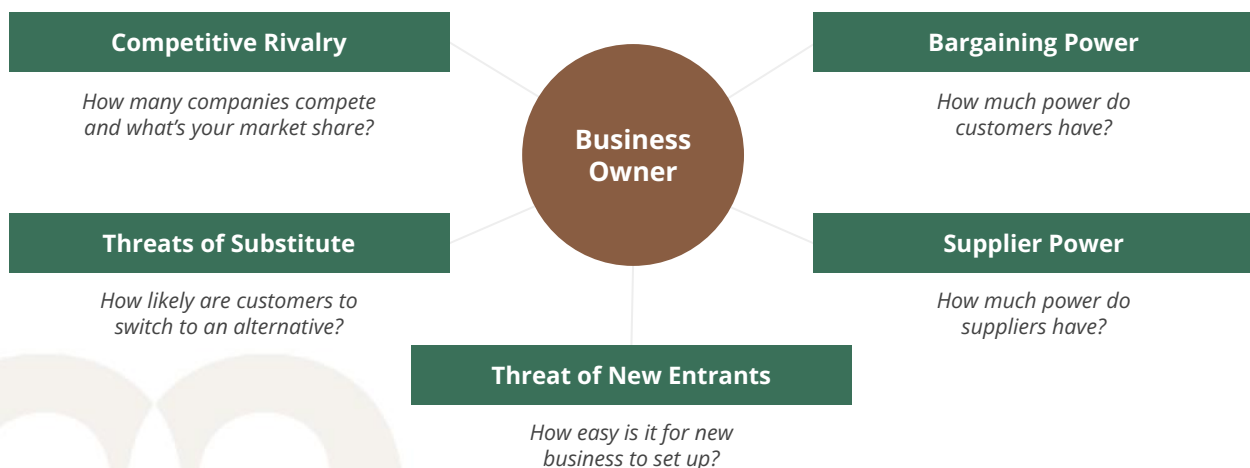 Competitive Rivalry
How many companies compete
and what's your market share?
Business
Owner
Bargaining Power
How much power do
customers have?
Threats of Substitute
How likely are customers to
switch to an alternative?
Supplier Power
How much power do
suppliers have?
Threat of New Entrants
How easy is it for new
business to set up?